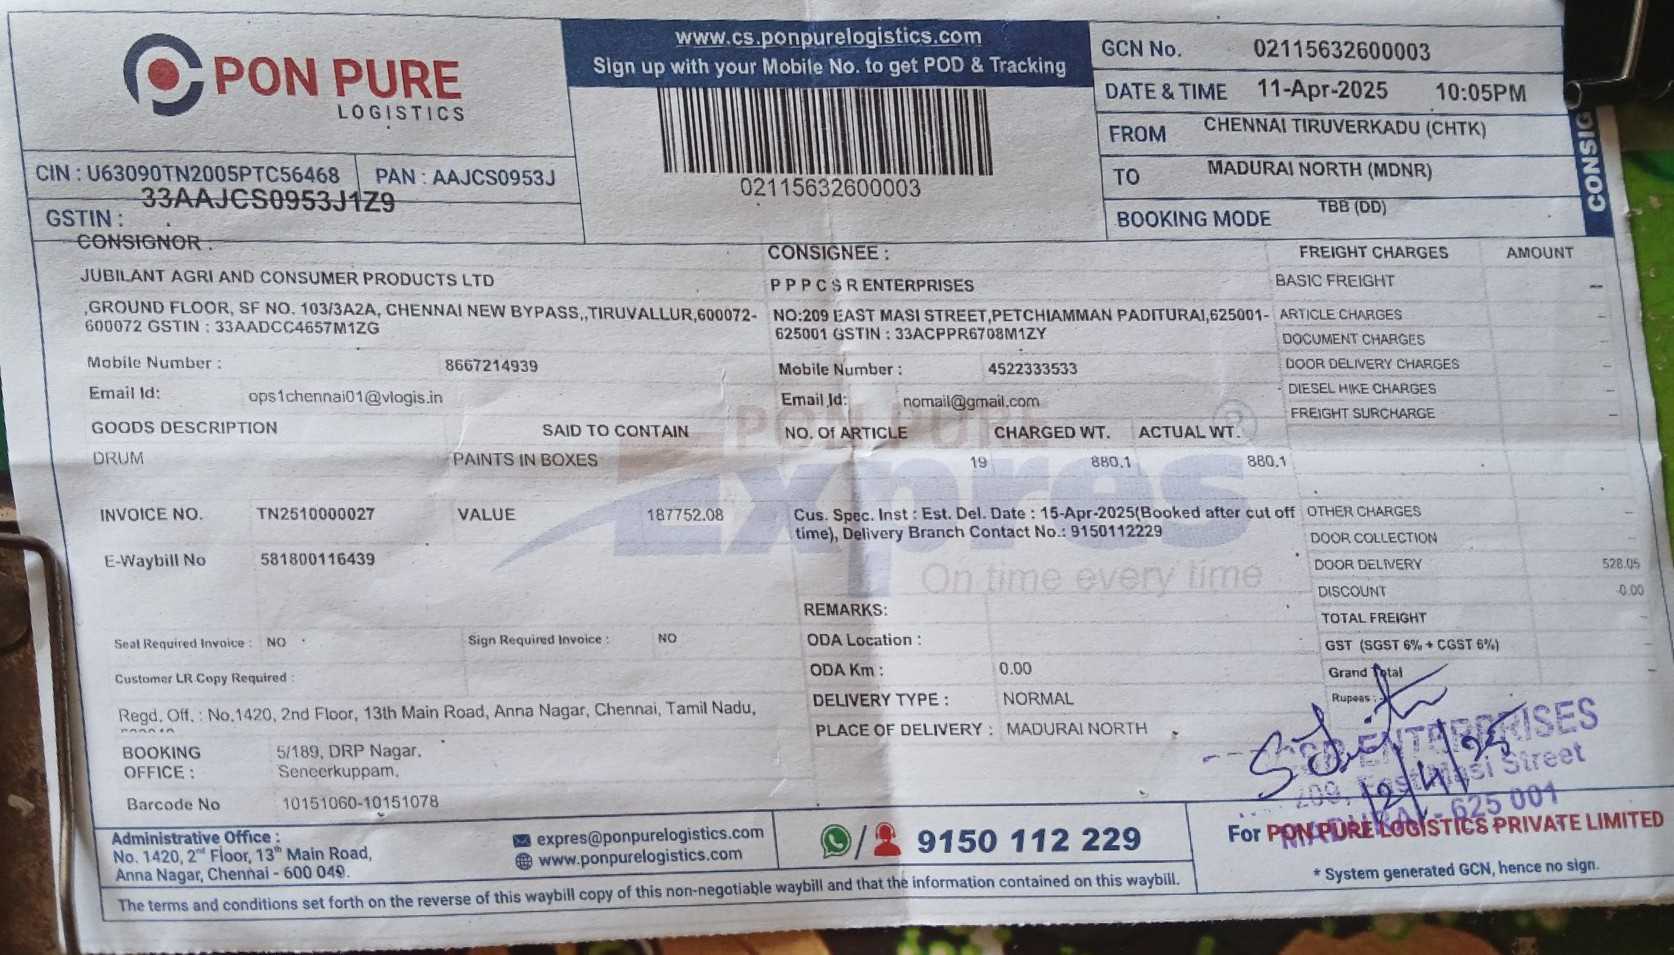 PON PURE
LOGISTICS
www.cs.ponpurelogistics.com
Sign up with your Mobile No. to get POD & Tracking
02115632600003
GCN No. 02115632600003
DATE & TIME 11-Apr-2025 10:05PM
FROM CHENNAI TIRUVERKADU (CHTK)
TO MADURAI NORTH (MDNR)
BOOKING MODE TBB (DD)
CONSIG
CIN : U63090TN2005PTC56468 PAN : AAJCS0953J
GSTIN : 33AAJCS0953J1Z9
CONSIGNOR :
JUBILANT AGRI AND CONSUMER PRODUCTS LTD
,GROUND FLOOR, SF NO. 103/3A2A, CHENNAI NEW BYPASS,,TIRUVALLUR,600072-
600072 GSTIN : 33AADCC4657M1ZG
Mobile Number : 8667214939
Email Id: ops1chennai01@vlogis.in
CONSIGNEE :
P P P C S R ENTERPRISES
NO:209 EAST MASI STREET,PETCHIAMMAN PADITURAI,625001-
625001 GSTIN : 33ACPPR6708M1ZY
Mobile Number : 4522333533
Email Id: nomail@gmail.com
GOODS DESCRIPTION SAID TO CONTAIN NO. Of ARTICLE CHARGED WT. ACTUAL WT.
DRUM PAINTS IN BOXES 19 880.1 880.1
INVOICE NO. TN2510000027 VALUE 187752.08
E-Waybill No 581800116439
Cus. Spec. Inst : Est. Del. Date : 15-Apr-2025(Booked after cut off
time), Delivery Branch Contact No.: 9150112229
PON PURE
Expres
On time every time
Seal Required Invoice : NO Sign Required Invoice : NO
Customer LR Copy Required :
Regd. Off. : No.1420, 2nd Floor, 13th Main Road, Anna Nagar, Chennai, Tamil Nadu,
BOOKING OFFICE : 5/189, DRP Nagar,
Seneerkuppam,
Barcode No 10151060-10151078
REMARKS:
ODA Location :
ODA Km : 0.00
DELIVERY TYPE : NORMAL
PLACE OF DELIVERY : MADURAI NORTH
FREIGHT CHARGES AMOUNT
BASIC FREIGHT --
ARTICLE CHARGES --
DOCUMENT CHARGES --
DOOR DELIVERY CHARGES --
DIESEL HIKE CHARGES --
FREIGHT SURCHARGE --
OTHER CHARGES --
DOOR COLLECTION --
DOOR DELIVERY 528.05
DISCOUNT -0.00
TOTAL FREIGHT -
GST (SGST 6% + CGST 6%) -
Grand Total -
Rupees :
ENTERPRISES
209, East Masi Street
MADURAI - 625 001
12/4/25
Administrative Office :
No. 1420, 2nd Floor, 13th Main Road,
Anna Nagar, Chennai - 600 040.
expres@ponpurelogistics.com
www.ponpurelogistics.com
/ 9150 112 229
For PON PURE LOGISTICS PRIVATE LIMITED
* System generated GCN, hence no sign.
The terms and conditions set forth on the reverse of this waybill copy of this non-negotiable waybill and that the information contained on this waybill.